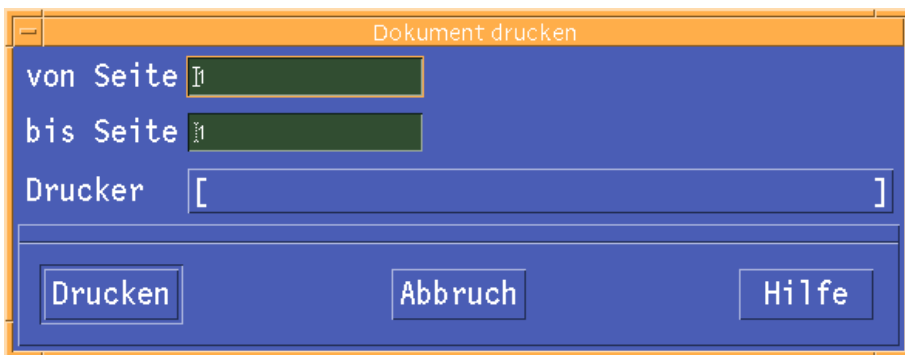 Dokument drucken
von Seite 1
bis Seite 1
Drucker [ ]
Drucken Abbruch Hilfe